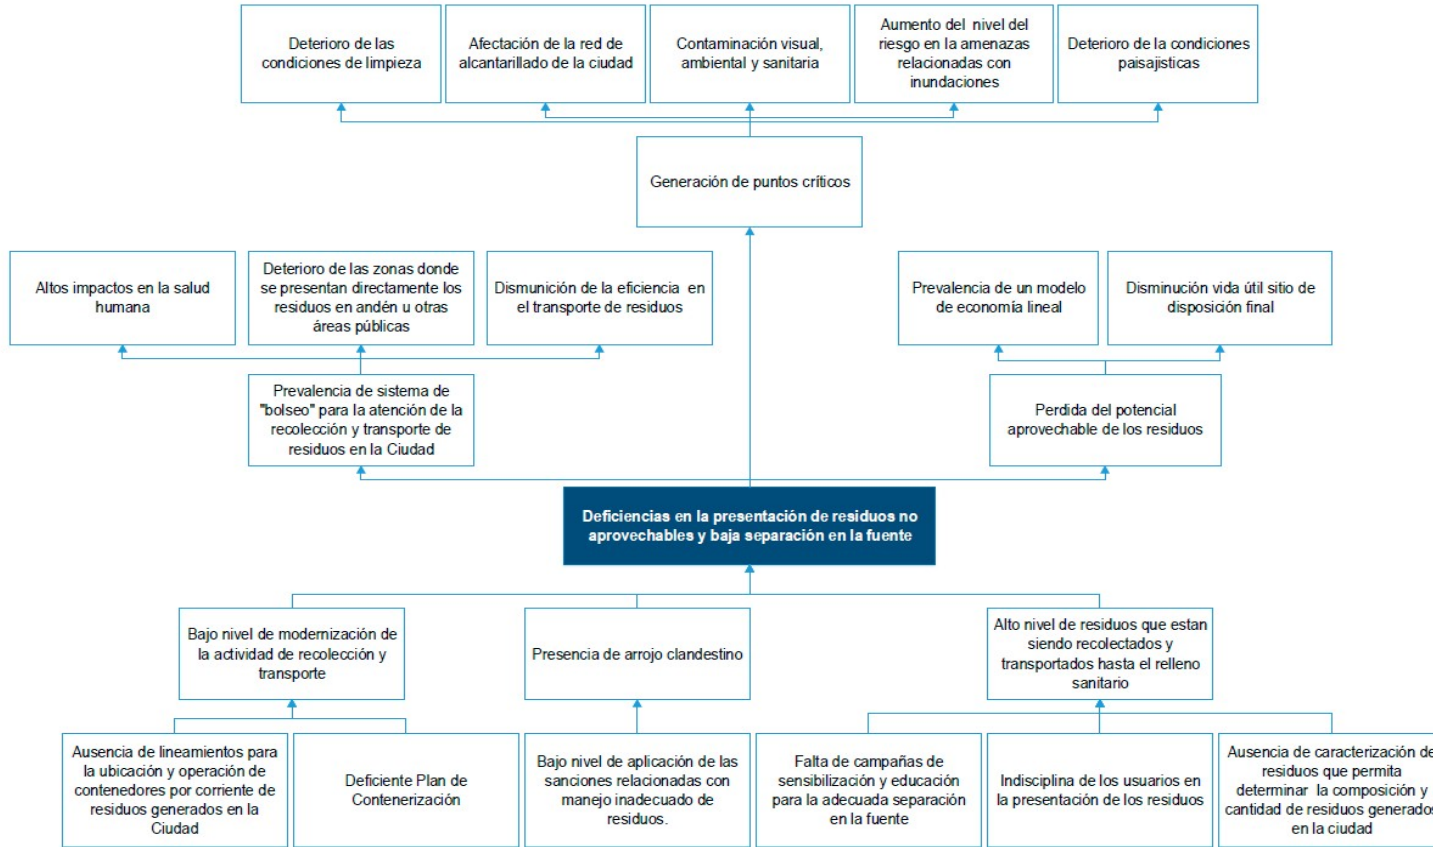 Deterioro de las
condiciones de limpieza
Afectación de la red de
alcantarillado de la ciudad
Contaminación visual,
ambiental y sanitaria
Aumento del nivel del
riesgo en la amenazas
relacionadas con
inundaciones
Deterioro de la condiciones
paisajisticas
Generación de puntos críticos
Altos impactos en la salud
humana
Deterioro de las zonas donde
se presentan directamente los
residuos en andén u otras
áreas públicas
Dismunición de la eficiencia en
el transporte de residuos
Prevalencia de un modelo
de economía lineal
Disminución vida útil sitio de
disposición final
Prevalencia de sistema de
"bolseo" para la atención de la
recolección y transporte de
residuos en la Ciudad
Perdida del potencial
aprovechable de los residuos
Deficiencias en la presentación de residuos no
aprovechables y baja separación en la fuente
Bajo nivel de modernización de
la actividad de recolección y
transporte
Presencia de arrojo clandestino
Alto nivel de residuos que estan
siendo recolectados y
transportados hasta el relleno
sanitario
Ausencia de lineamientos para
la ubicación y operación de
contenedores por corriente de
residuos generados en la
Ciudad
Deficiente Plan de
Contenerización
Bajo nivel de aplicación de las
sanciones relacionadas con
manejo inadecuado de
residuos.
Falta de campañas de
sensibilización y educación
para la adecuada separación
en la fuente
Indisciplina de los usuarios en
la presentación de los residuos
Ausencia de caracterización de
residuos que permita
determinar la composición y
cantidad de residuos generados
en la ciudad